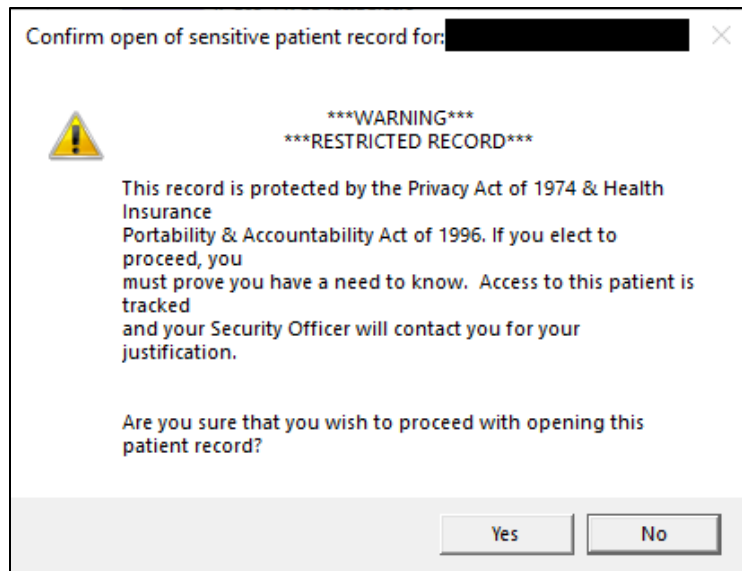 Confirm open of sensitive patient record for:
***WARNING***
***RESTRICTED RECORD***
This record is protected by the Privacy Act of 1974 & Health
Insurance
Portability & Accountability Act of 1996. If you elect to
proceed, you
must prove you have a need to know.  Access to this patient is
tracked
and your Security Officer will contact you for your
justification.
Are you sure that you wish to proceed with opening this
patient record?
Yes
No